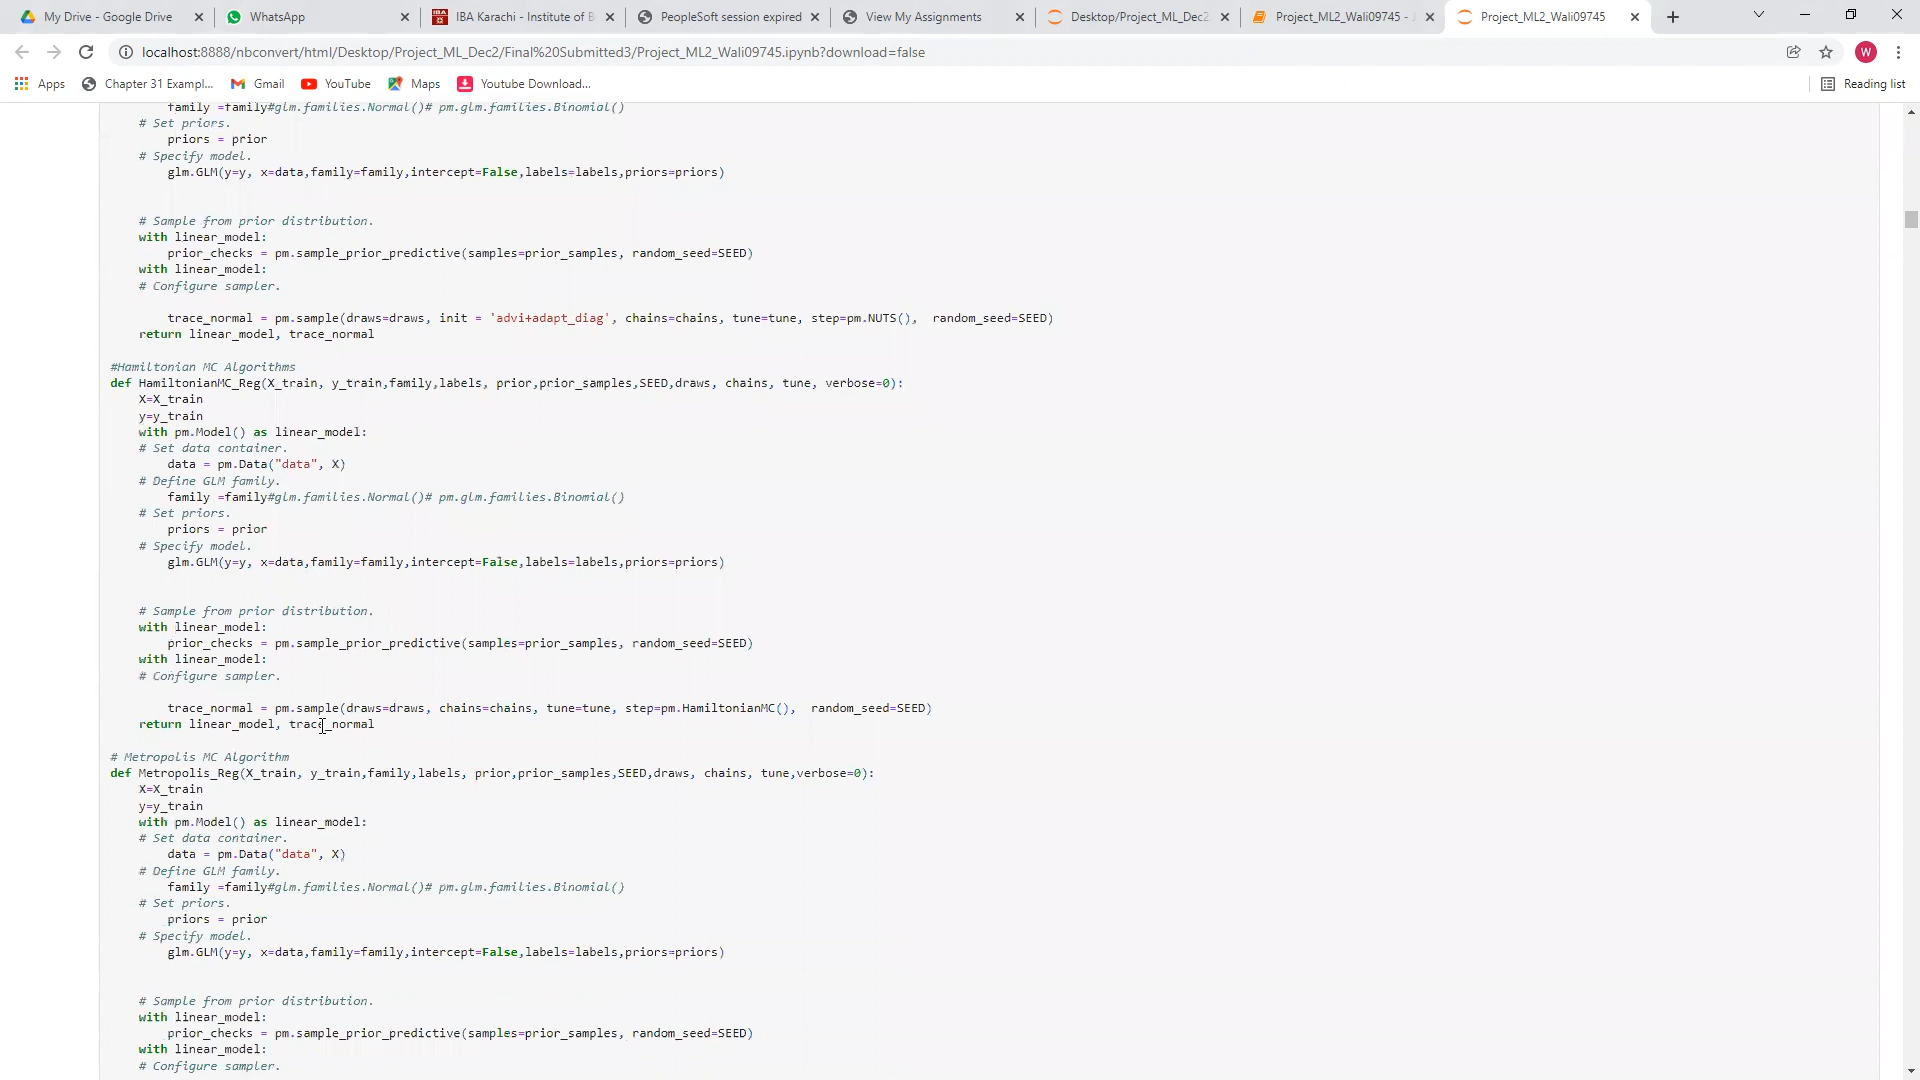 My Drive - Google Drive
WhatsApp
IBA Karachi - Institute of B
PeopleSoft session expired
View My Assignments
Desktop/Project_ML_Dec2
Project_ML2_Wali09745 - J
Project_ML2_Wali09745
localhost:8888/nbconvert/html/Desktop/Project_ML_Dec2/Final%20Submitted3/Project_ML2_Wali09745.ipynb?download=false
W
Apps
Chapter 31 Exampl...
Gmail
YouTube
Maps
Youtube Download...
Reading list
family =family#glm.families.Normal()# pm.glm.families.Binomial()
# Set priors.
priors = prior
# Specify model.
glm.GLM(y=y, x=data,family=family,intercept=False,labels=labels,priors=priors)
# Sample from prior distribution.
with linear_model:
prior_checks = pm.sample_prior_predictive(samples=prior_samples, random_seed=SEED)
with linear_model:
# Configure sampler.
trace_normal = pm.sample(draws=draws, init = 'advi+adapt_diag', chains=chains, tune=tune, step=pm.NUTS(),  random_seed=SEED)
return linear_model, trace_normal
#Hamiltonian MC Algorithms
def HamiltonianMC_Reg(X_train, y_train,family,labels, prior,prior_samples,SEED,draws, chains, tune, verbose=0):
X=X_train
y=y_train
with pm.Model() as linear_model:
# Set data container.
data = pm.Data("data", X)
# Define GLM family.
family =family#glm.families.Normal()# pm.glm.families.Binomial()
# Set priors.
priors = prior
# Specify model.
glm.GLM(y=y, x=data,family=family,intercept=False,labels=labels,priors=priors)
# Sample from prior distribution.
with linear_model:
prior_checks = pm.sample_prior_predictive(samples=prior_samples, random_seed=SEED)
with linear_model:
# Configure sampler.
trace_normal = pm.sample(draws=draws, chains=chains, tune=tune, step=pm.HamiltonianMC(),  random_seed=SEED)
return linear_model, trace_normal
# Metropolis MC Algorithm
def Metropolis_Reg(X_train, y_train,family,labels, prior,prior_samples,SEED,draws, chains, tune,verbose=0):
X=X_train
y=y_train
with pm.Model() as linear_model:
# Set data container.
data = pm.Data("data", X)
# Define GLM family.
family =family#glm.families.Normal()# pm.glm.families.Binomial()
# Set priors.
priors = prior
# Specify model.
glm.GLM(y=y, x=data,family=family,intercept=False,labels=labels,priors=priors)
# Sample from prior distribution.
with linear_model:
prior_checks = pm.sample_prior_predictive(samples=prior_samples, random_seed=SEED)
with linear_model:
# Configure sampler.